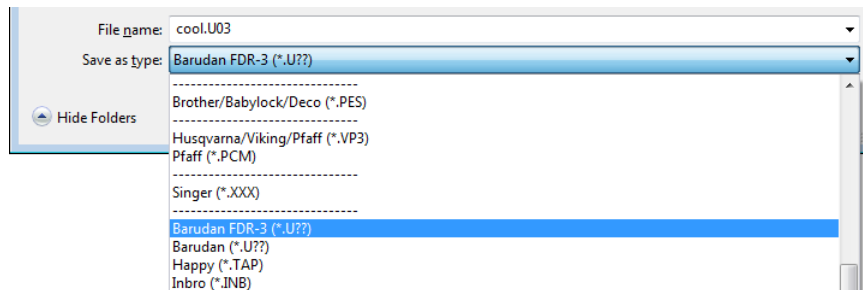 File name: cool.U03
Save as type: Barudan FDR-3 (*.U??)
------------------------------
Brother/Babylock/Deco (*.PES)
------------------------------
Hide Folders
Husqvarna/Viking/Pfaff (*.VP3)
Pfaff (*.PCM)
------------------------------
Singer (*.XXX)
------------------------------
Barudan FDR-3 (*.U??)
Barudan (*.U??)
Happy (*.TAP)
Inbro (*.INB)